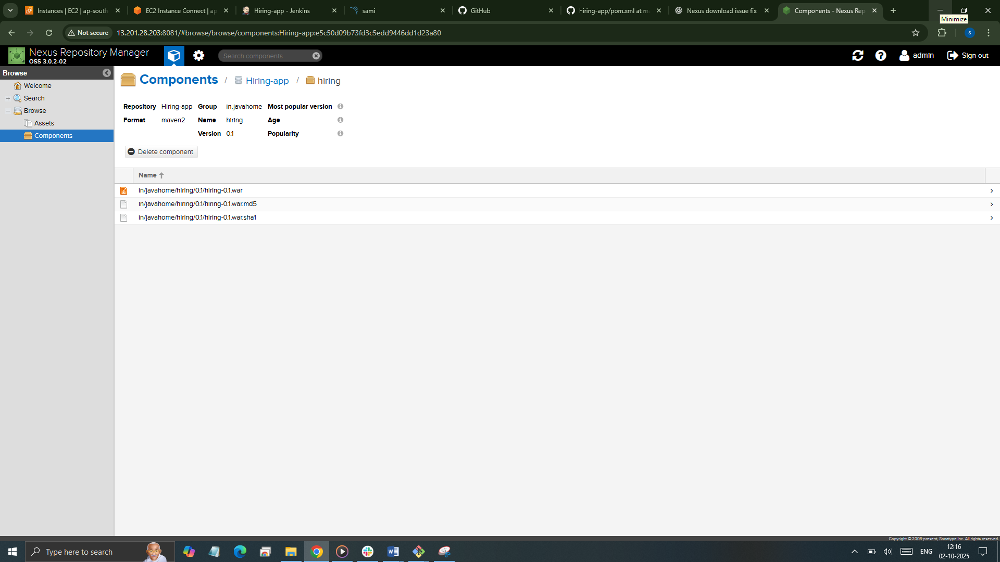 Instances | EC2 | ap-south
EC2 Instance Connect | ap
Hiring-app - Jenkins
sami
GitHub
hiring-app/pom.xml at ma
Nexus download issue fix
Components - Nexus Rep
Minimize
Not secure
13.201.28.203:8081/#browse/browse/components:Hiring-app:e5c50d09b73fd3c5edd9446dd1d23a80
S
Nexus Repository Manager
OSS 3.0.2-02
Search components
admin
Sign out
Browse
Welcome
Search
Browse
Assets
Components
Components / Hiring-app / hiring
Repository Hiring-app Group in.javahome Most popular version
Format maven2 Name hiring Age
Version 0.1 Popularity
Delete component
Name
in/javahome/hiring/0.1/hiring-0.1.war
in/javahome/hiring/0.1/hiring-0.1.war.md5
in/javahome/hiring/0.1/hiring-0.1.war.sha1
Copyright © 2008-present, Sonatype Inc. All rights reserved.
Type here to search
ENG
12:16
02-10-2025